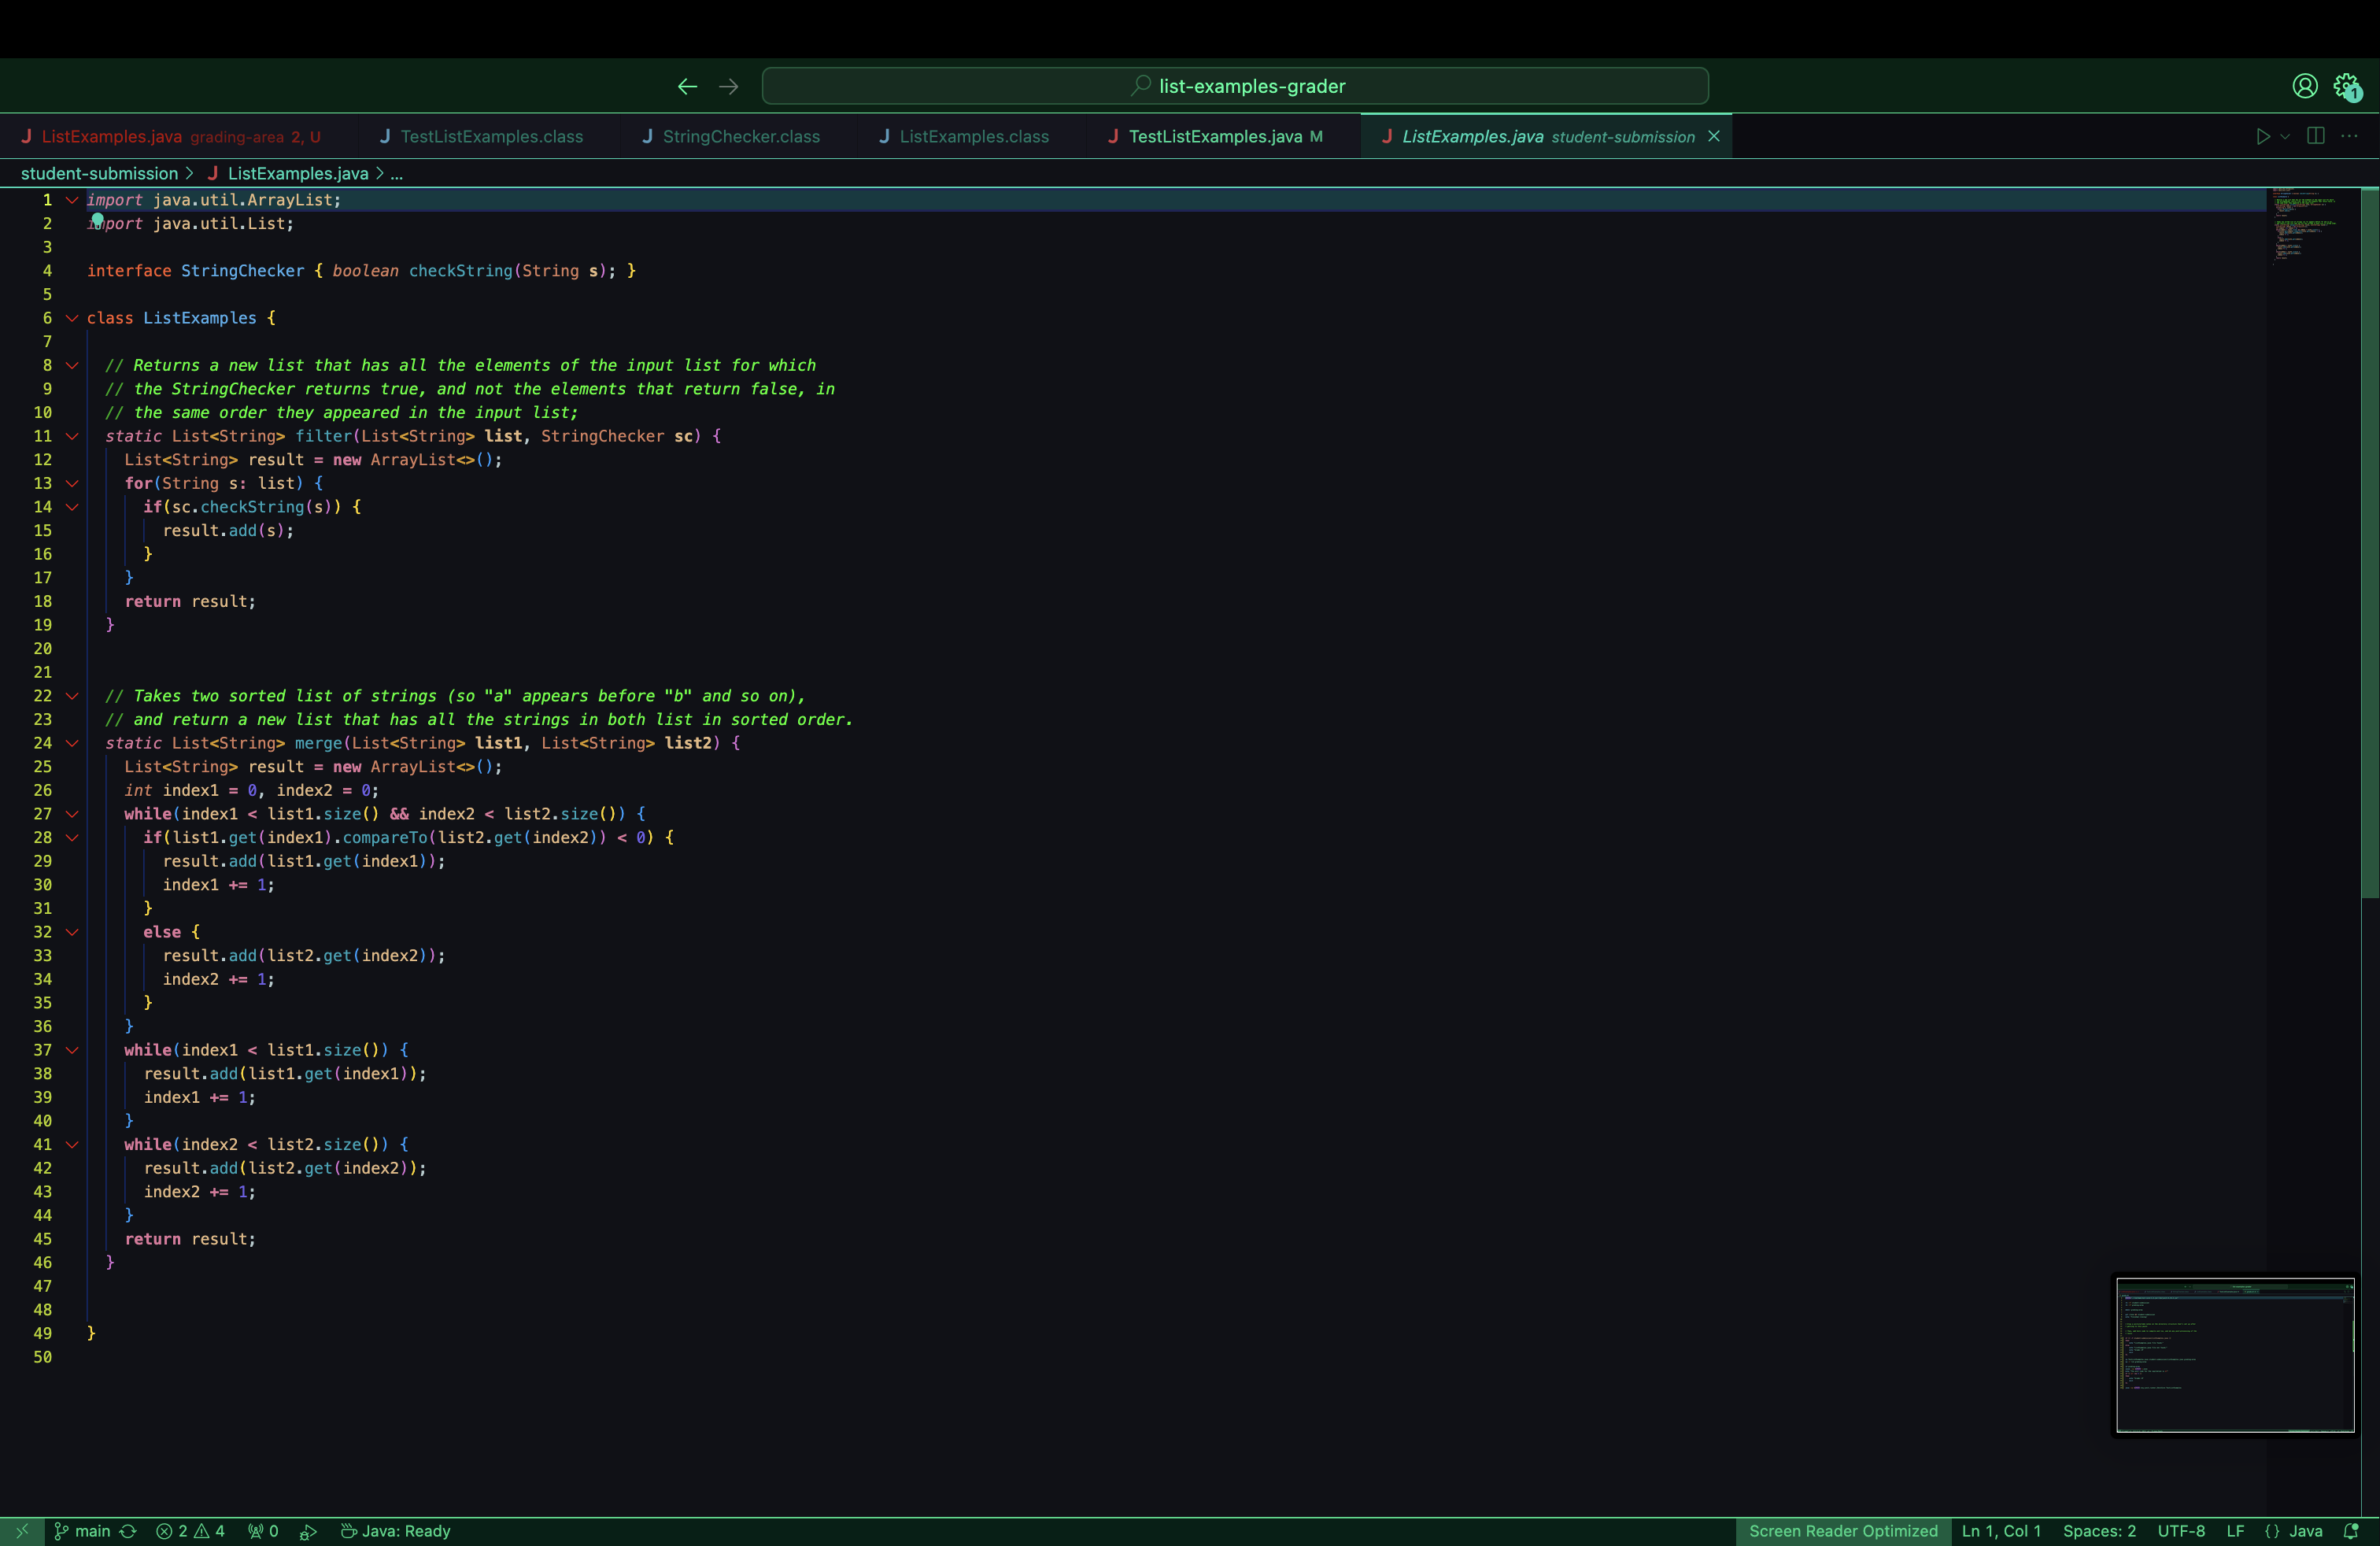 list-examples-grader
1
ListExamples.java grading-area 2, U
TestListExamples.class
StringChecker.class
ListExamples.class
TestListExamples.java M
ListExamples.java student-submission
student-submission > ListExamples.java > ...
1 import java.util.ArrayList;
2 import java.util.List;
3
4 interface StringChecker { boolean checkString(String s); }
5
6 class ListExamples {
7
8   // Returns a new list that has all the elements of the input list for which
9   // the StringChecker returns true, and not the elements that return false, in
10   // the same order they appeared in the input list;
11   static List<String> filter(List<String> list, StringChecker sc) {
12     List<String> result = new ArrayList<>();
13     for(String s: list) {
14       if(sc.checkString(s)) {
15         result.add(s);
16       }
17     }
18     return result;
19   }
20
21
22   // Takes two sorted list of strings (so "a" appears before "b" and so on),
23   // and return a new list that has all the strings in both list in sorted order.
24   static List<String> merge(List<String> list1, List<String> list2) {
25     List<String> result = new ArrayList<>();
26     int index1 = 0, index2 = 0;
27     while(index1 < list1.size() && index2 < list2.size()) {
28       if(list1.get(index1).compareTo(list2.get(index2)) < 0) {
29         result.add(list1.get(index1));
30         index1 += 1;
31       }
32       else {
33         result.add(list2.get(index2));
34         index2 += 1;
35       }
36     }
37     while(index1 < list1.size()) {
38       result.add(list1.get(index1));
39       index1 += 1;
40     }
41     while(index2 < list2.size()) {
42       result.add(list2.get(index2));
43       index2 += 1;
44     }
45     return result;
46   }
47
48
49 }
50
main 2 4 0 Java: Ready
Screen Reader Optimized Ln 1, Col 1 Spaces: 2 UTF-8 LF {} Java